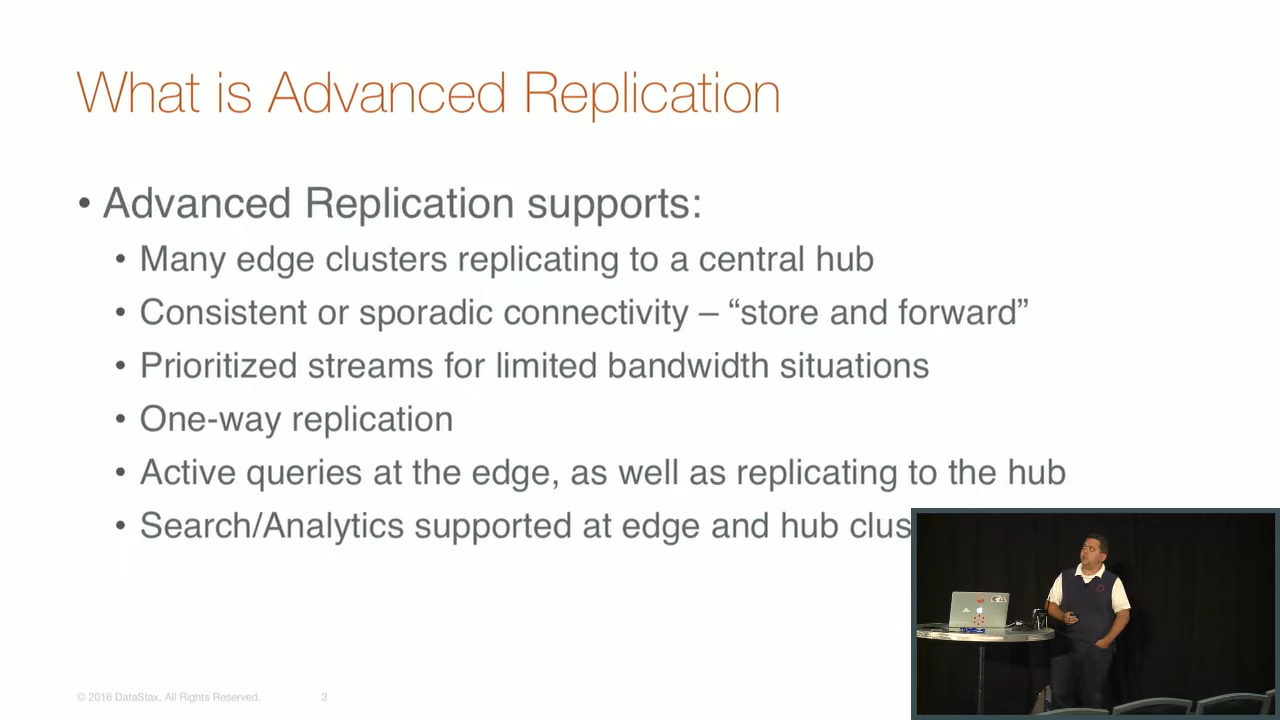 What is Advanced Replication
• Advanced Replication supports:
• Many edge clusters replicating to a central hub
• Consistent or sporadic connectivity – “store and forward”
• Prioritized streams for limited bandwidth situations
• One-way replication
• Active queries at the edge, as well as replicating to the hub
• Search/Analytics supported at edge and hub clus
© 2016 DataStax, All Rights Reserved. 3